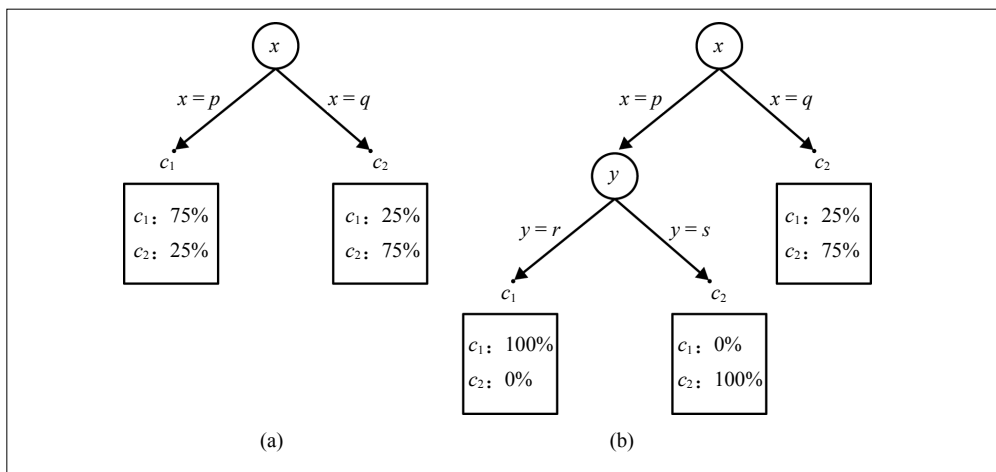 x
x = p
x = q
c₁
c₂
c₁：75%
c₂：25%
c₁：25%
c₂：75%
(a)
x
x = p
x = q
y
c₂
c₁：25%
c₂：75%
y = r
y = s
c₁
c₂
c₁：100%
c₂：0%
c₁：0%
c₂：100%
(b)